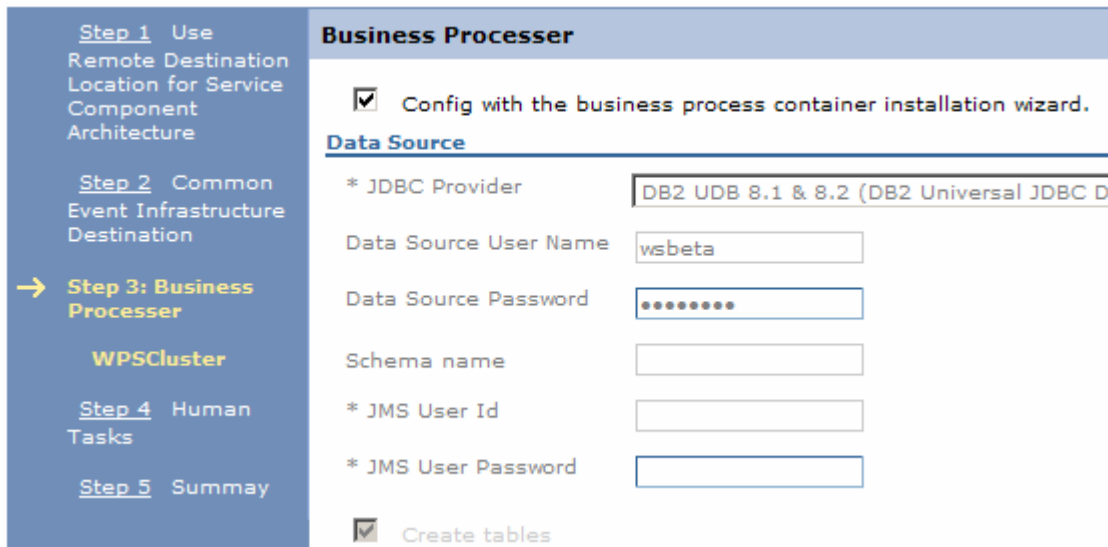 Step 1 Use
Remote Destination
Location for Service
Component
Architecture
Step 2 Common
Event Infrastructure
Destination
Step 3: Business
Processer
WPSCluster
Step 4 Human
Tasks
Step 5 Summay
Business Processer
Config with the business process container installation wizard.
Data Source
* JDBC Provider
DB2 UDB 8.1 & 8.2 (DB2 Universal JDBC D
Data Source User Name
wsbeta
Data Source Password
••••••••
Schema name
* JMS User Id
* JMS User Password
Create tables